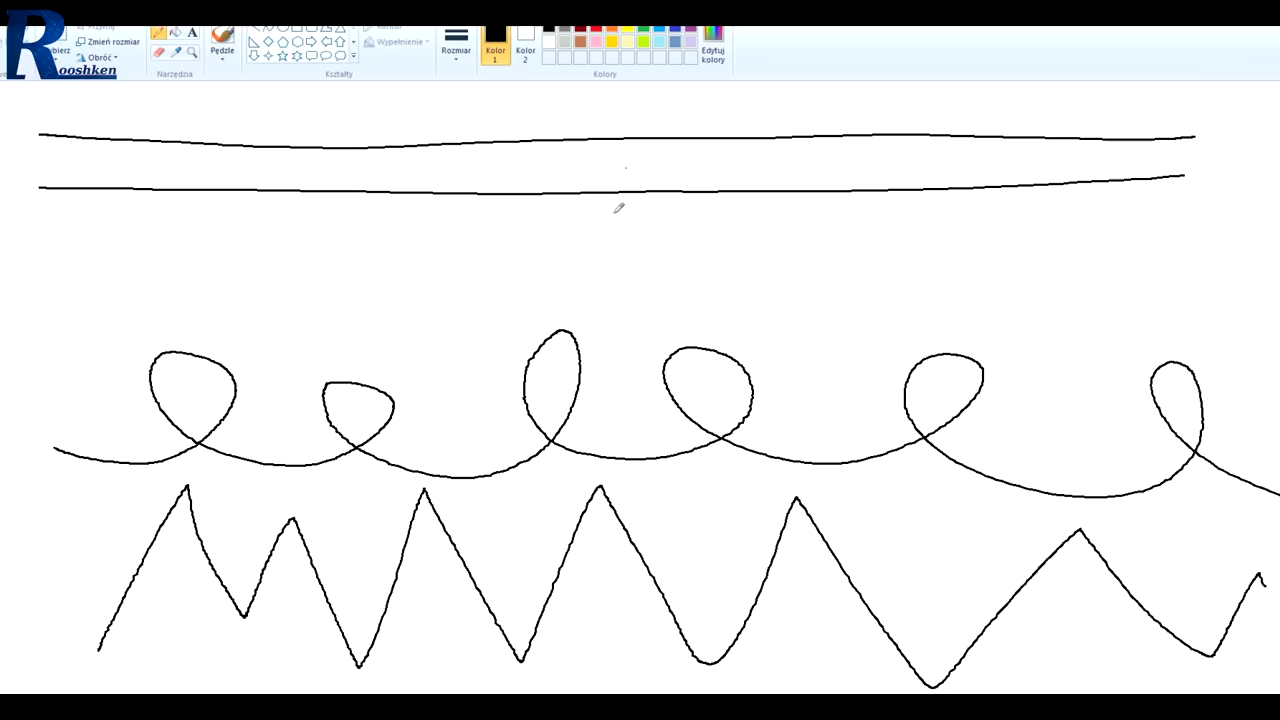 Rooshken
Zmień rozmiar
Obróć
Narzędzia
A
Pędzle
Wypełnienie
Kształty
Rozmiar
Kolor
1
Kolor
2
Edytuj
kolory
Kolory